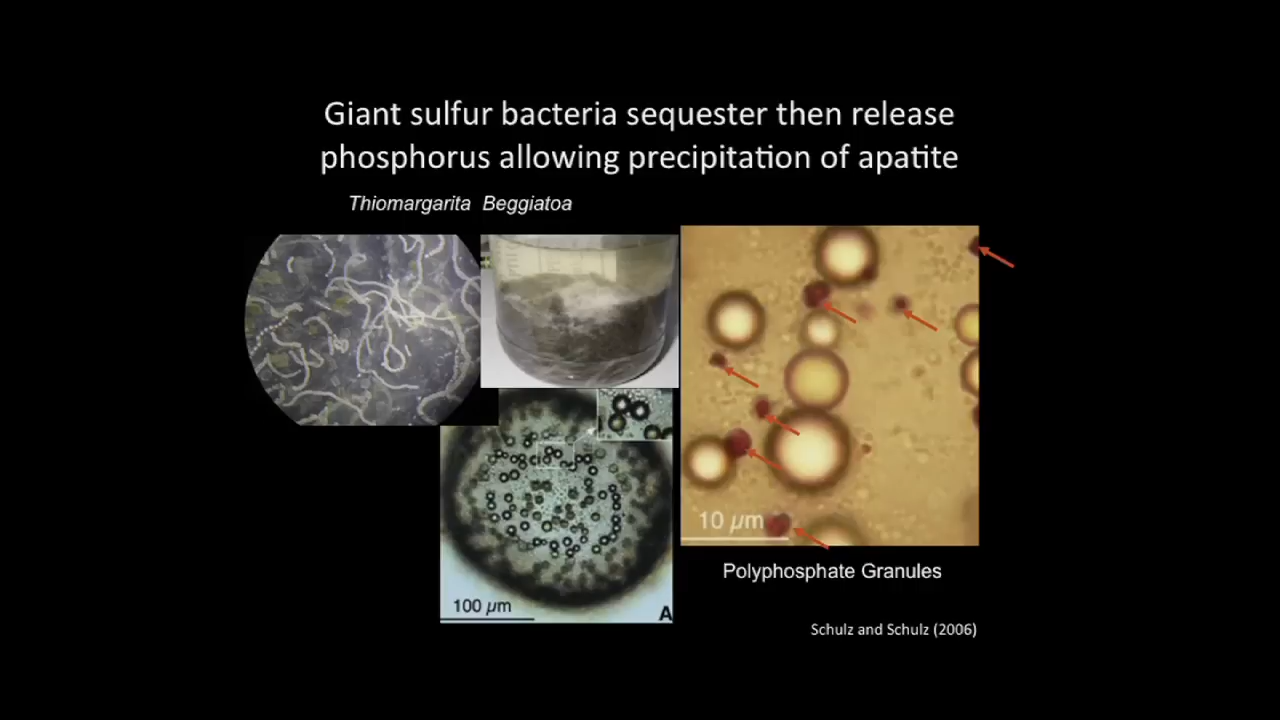 Giant sulfur bacteria sequester then release
phosphorus allowing precipitation of apatite
Thiomargarita Beggiatoa
10 µm
100 µm
A
Polyphosphate Granules
Schulz and Schulz (2006)